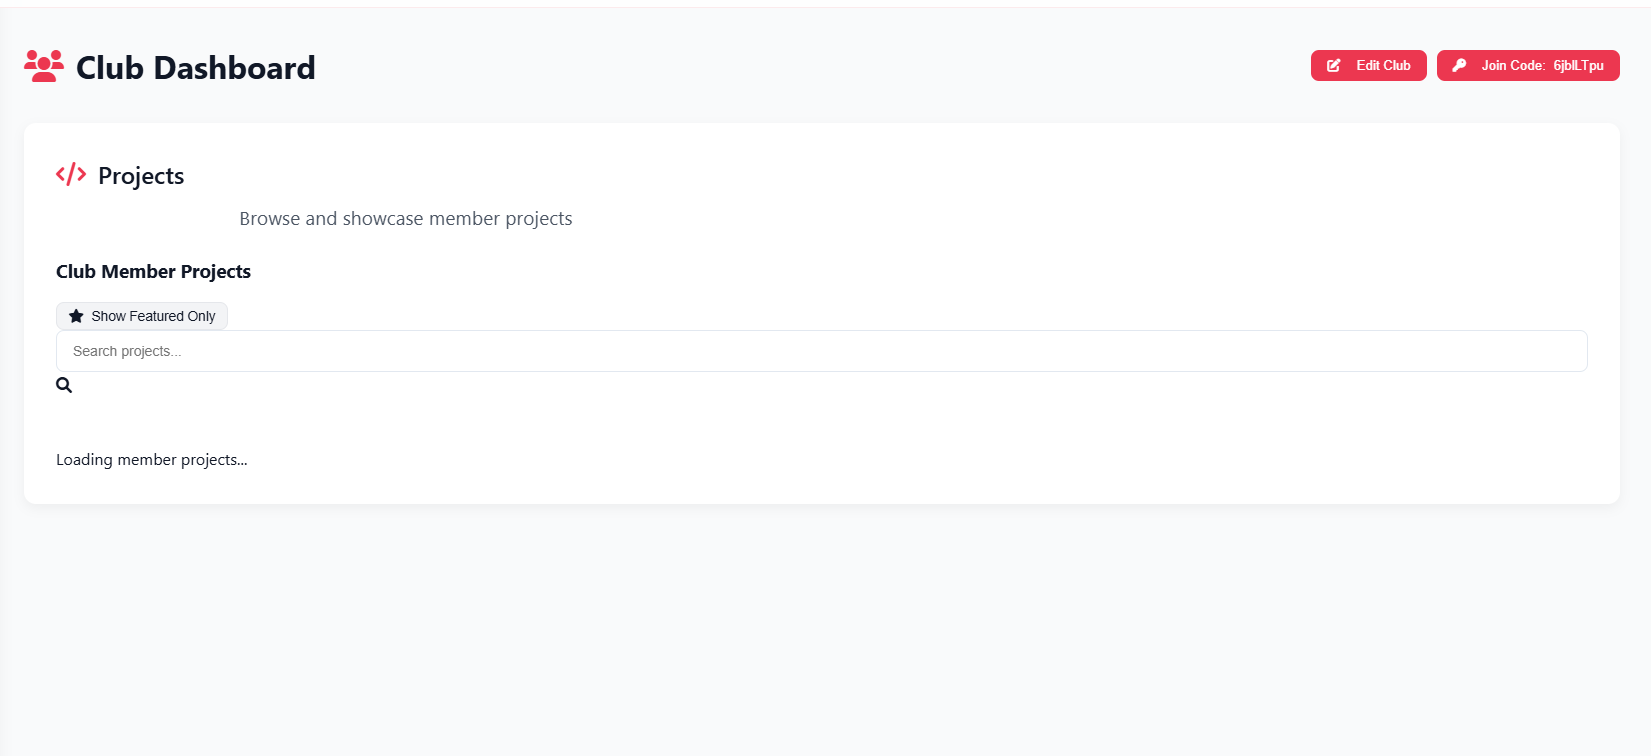 Club Dashboard
Edit Club
Join Code: 6jblLTpu
Projects
Browse and showcase member projects
Club Member Projects
Show Featured Only
Search projects...
Loading member projects...